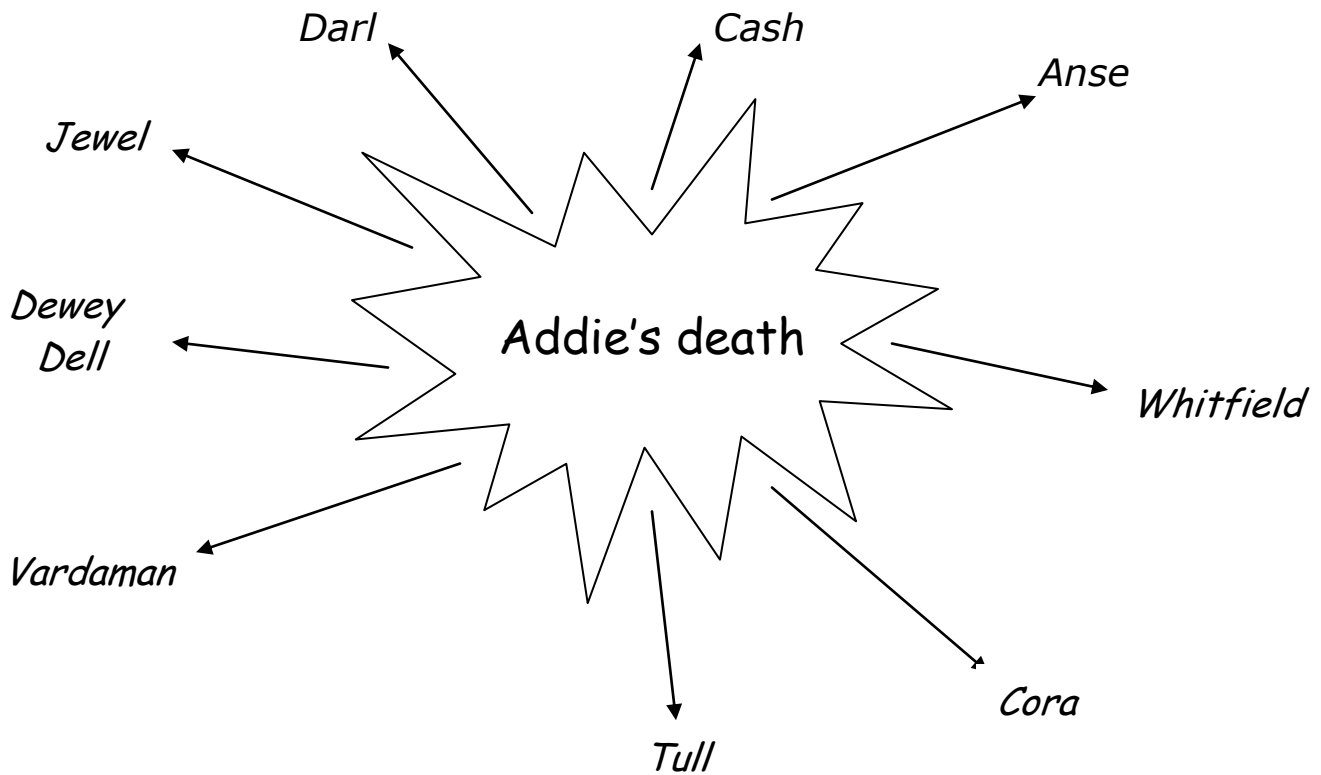 Darl
Cash
Anse
Jewel
Dewey
Dell
Addie's death
Whitfield
Vardaman
Cora
Tull